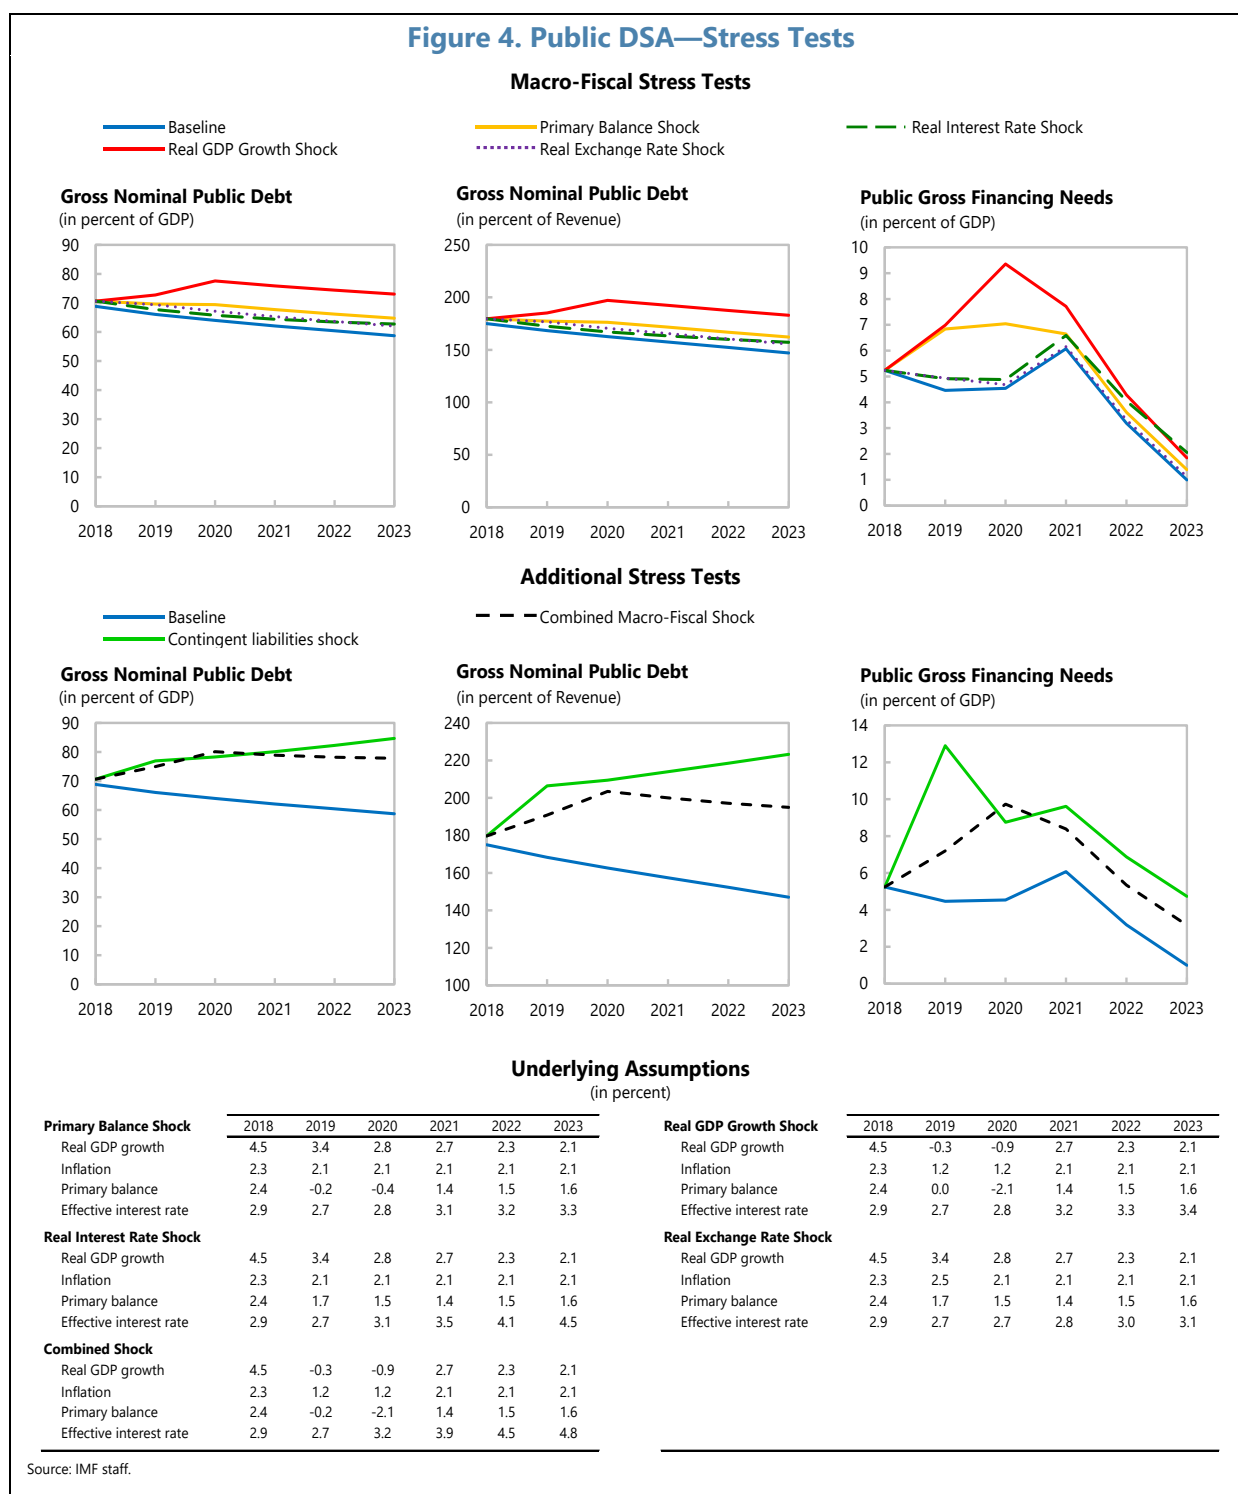 Figure 4. Public DSA—Stress Tests
Macro-Fiscal Stress Tests
Baseline
Primary Balance Shock
Real Interest Rate Shock
Real GDP Growth Shock
Real Exchange Rate Shock
Gross Nominal Public Debt
(in percent of GDP)
90
80
70
60
50
40
30
20
10
0
2018 2019 2020 2021 2022 2023
Gross Nominal Public Debt
(in percent of Revenue)
250
200
150
100
50
0
2018 2019 2020 2021 2022 2023
Public Gross Financing Needs
(in percent of GDP)
10
9
8
7
6
5
4
3
2
1
0
2018 2019 2020 2021 2022 2023
Additional Stress Tests
Baseline
Combined Macro-Fiscal Shock
Contingent liabilities shock
Gross Nominal Public Debt
(in percent of GDP)
90
80
70
60
50
40
30
20
10
0
2018 2019 2020 2021 2022 2023
Gross Nominal Public Debt
(in percent of Revenue)
240
220
200
180
160
140
120
100
2018 2019 2020 2021 2022 2023
Public Gross Financing Needs
(in percent of GDP)
14
12
10
8
6
4
2
0
2018 2019 2020 2021 2022 2023
Underlying Assumptions
(in percent)
Primary Balance Shock 2018 2019 2020 2021 2022 2023
Real GDP growth 4.5 3.4 2.8 2.7 2.3 2.1
Inflation 2.3 2.1 2.1 2.1 2.1 2.1
Primary balance 2.4 -0.2 -0.4 1.4 1.5 1.6
Effective interest rate 2.9 2.7 2.8 3.1 3.2 3.3
Real Interest Rate Shock
Real GDP growth 4.5 3.4 2.8 2.7 2.3 2.1
Inflation 2.3 2.1 2.1 2.1 2.1 2.1
Primary balance 2.4 1.7 1.5 1.4 1.5 1.6
Effective interest rate 2.9 2.7 3.1 3.5 4.1 4.5
Combined Shock
Real GDP growth 4.5 -0.3 -0.9 2.7 2.3 2.1
Inflation 2.3 1.2 1.2 2.1 2.1 2.1
Primary balance 2.4 -0.2 -2.1 1.4 1.5 1.6
Effective interest rate 2.9 2.7 3.2 3.9 4.5 4.8
Real GDP Growth Shock 2018 2019 2020 2021 2022 2023
Real GDP growth 4.5 -0.3 -0.9 2.7 2.3 2.1
Inflation 2.3 1.2 1.2 2.1 2.1 2.1
Primary balance 2.4 0.0 -2.1 1.4 1.5 1.6
Effective interest rate 2.9 2.7 2.8 3.2 3.3 3.4
Real Exchange Rate Shock
Real GDP growth 4.5 3.4 2.8 2.7 2.3 2.1
Inflation 2.3 2.5 2.1 2.1 2.1 2.1
Primary balance 2.4 1.7 1.5 1.4 1.5 1.6
Effective interest rate 2.9 2.7 2.7 2.8 3.0 3.1
Source: IMF staff.